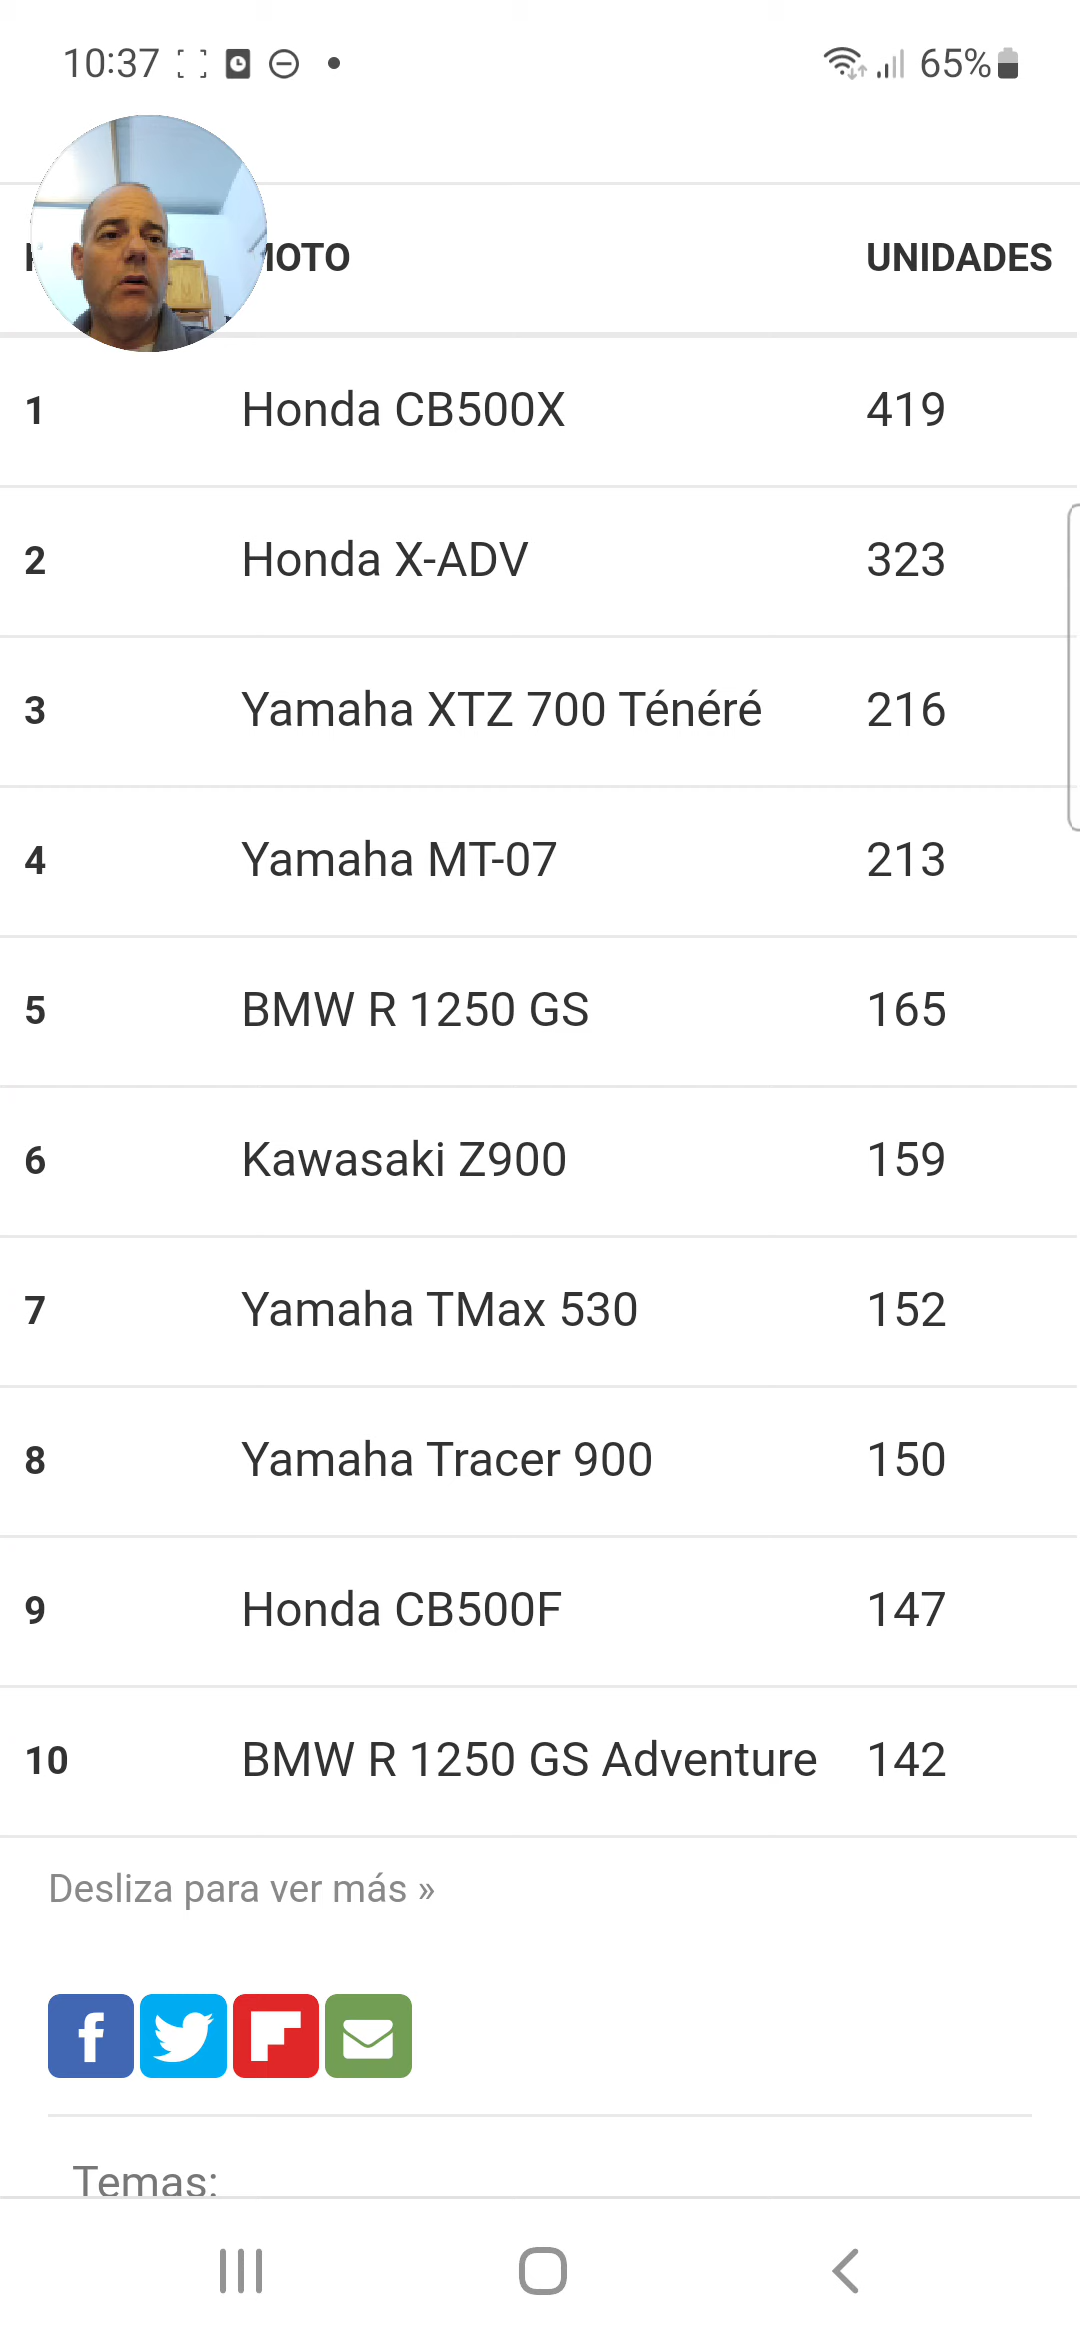 10:37 65%
MOTO UNIDADES
1 Honda CB500X 419
2 Honda X-ADV 323
3 Yamaha XTZ 700 Ténéré 216
4 Yamaha MT-07 213
5 BMW R 1250 GS 165
6 Kawasaki Z900 159
7 Yamaha TMax 530 152
8 Yamaha Tracer 900 150
9 Honda CB500F 147
10 BMW R 1250 GS Adventure 142
Desliza para ver más »
Temas: